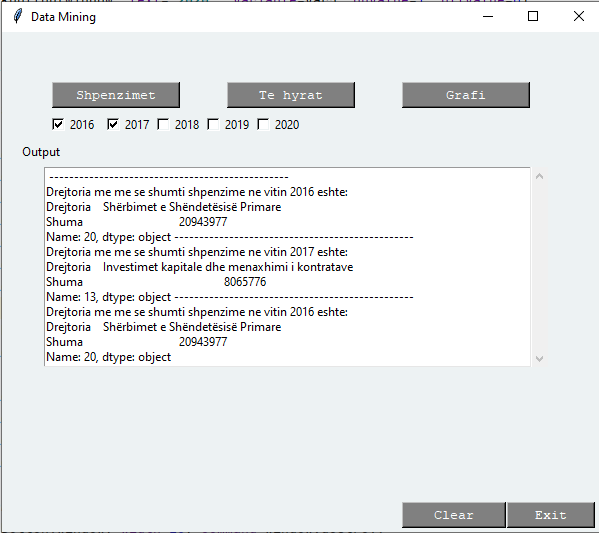 Data Mining
Shpenzimet Te hyrat Grafi
2016 2017 2018 2019 2020
Output
------------------------------------------------
Drejtoria me me se shumti shpenzime ne vitin 2016 eshte:
Drejtoria Shërbimet e Shëndetësisë Primare
Shuma 20943977
Name: 20, dtype: object ------------------------------------------------
Drejtoria me me se shumti shpenzime ne vitin 2017 eshte:
Drejtoria Investimet kapitale dhe menaxhimi i kontratave
Shuma 8065776
Name: 13, dtype: object ------------------------------------------------
Drejtoria me me se shumti shpenzime ne vitin 2016 eshte:
Drejtoria Shërbimet e Shëndetësisë Primare
Shuma 20943977
Name: 20, dtype: object
Clear Exit